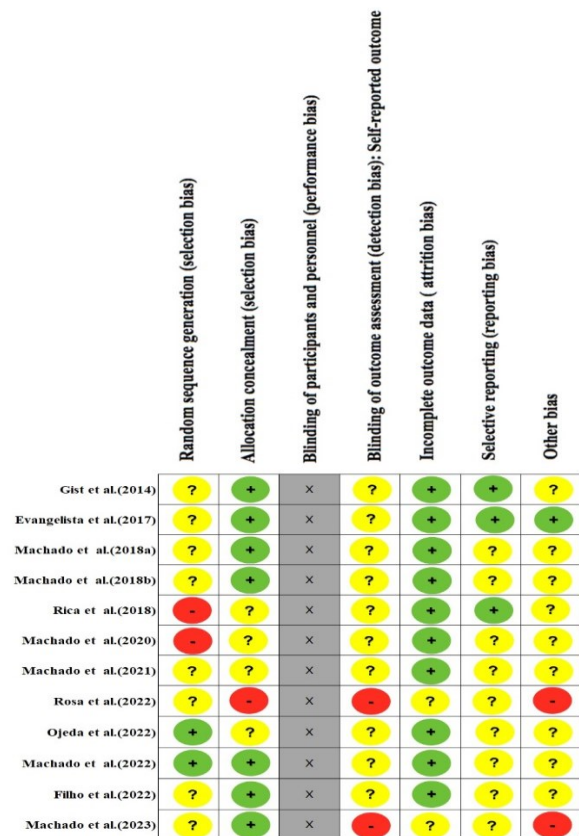 Random sequence generation (selection bias)
Allocation concealment (selection bias)
Blinding of participants and personnel (performance bias)
Blinding of outcome assessment (detection bias): Self-reported outcome
Incomplete outcome data ( attrition bias)
Selective reporting (reporting bias)
Other bias
Gist et al.(2014) ? + X ? + + ?
Evangelista et al.(2017) ? + X ? + + +
Machado et al.(2018a) ? + X ? + ? ?
Machado et al.(2018b) ? + X ? + ? ?
Rica et al.(2018) - ? X ? + + ?
Machado et al.(2020) - ? X ? + ? ?
Machado et al.(2021) ? ? X ? + ? ?
Rosa et al.(2022) ? - X - ? ? -
Ojeda et al.(2022) + ? X ? + ? ?
Machado et al.(2022) + + X ? + ? ?
Filho et al.(2022) ? + X ? + ? ?
Machado et al.(2023) ? + X - ? ? -